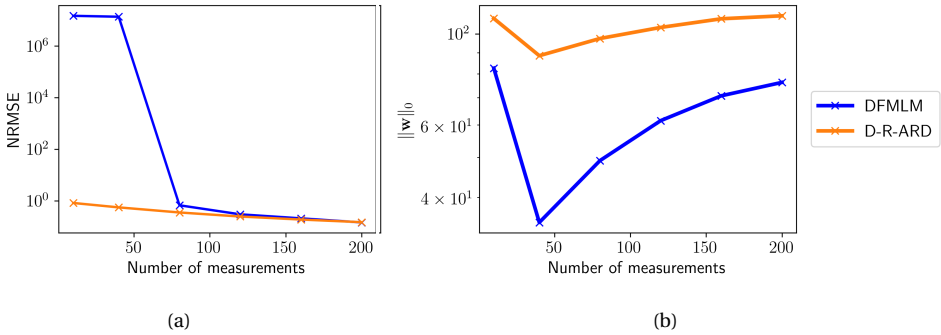 10^6
10^4
10^2
10^0
NRMSE
50
100
150
200
Number of measurements
(a)
10^2
6 × 10^1
4 × 10^1
‖w‖_0
50
100
150
200
Number of measurements
(b)
DFMLM
D-R-ARD